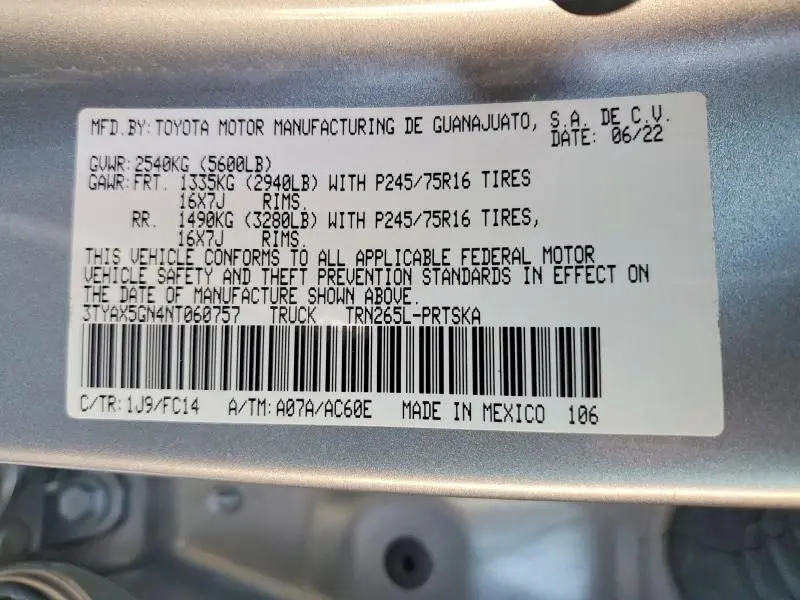 MFD.BY: TOYOTA MOTOR MANUFACTURING DE GUANAJUATO, S.A. DE C.V.
DATE: 06/22
GVWR: 2540KG (5600LB)
GAWR: FRT. 1335KG (2940LB) WITH P245/75R16 TIRES
16X7J RIMS.
RR. 1490KG (3280LB) WITH P245/75R16 TIRES,
16X7J RIMS.
THIS VEHICLE CONFORMS TO ALL APPLICABLE FEDERAL MOTOR
VEHICLE SAFETY AND THEFT PREVENTION STANDARDS IN EFFECT ON
THE DATE OF MANUFACTURE SHOWN ABOVE.
3TYAX5GN4NT060757 TRUCK TRN265L-PRTSKA
C/TR: 1J9/FC14 A/TM: A07A/AC60E MADE IN MEXICO 106